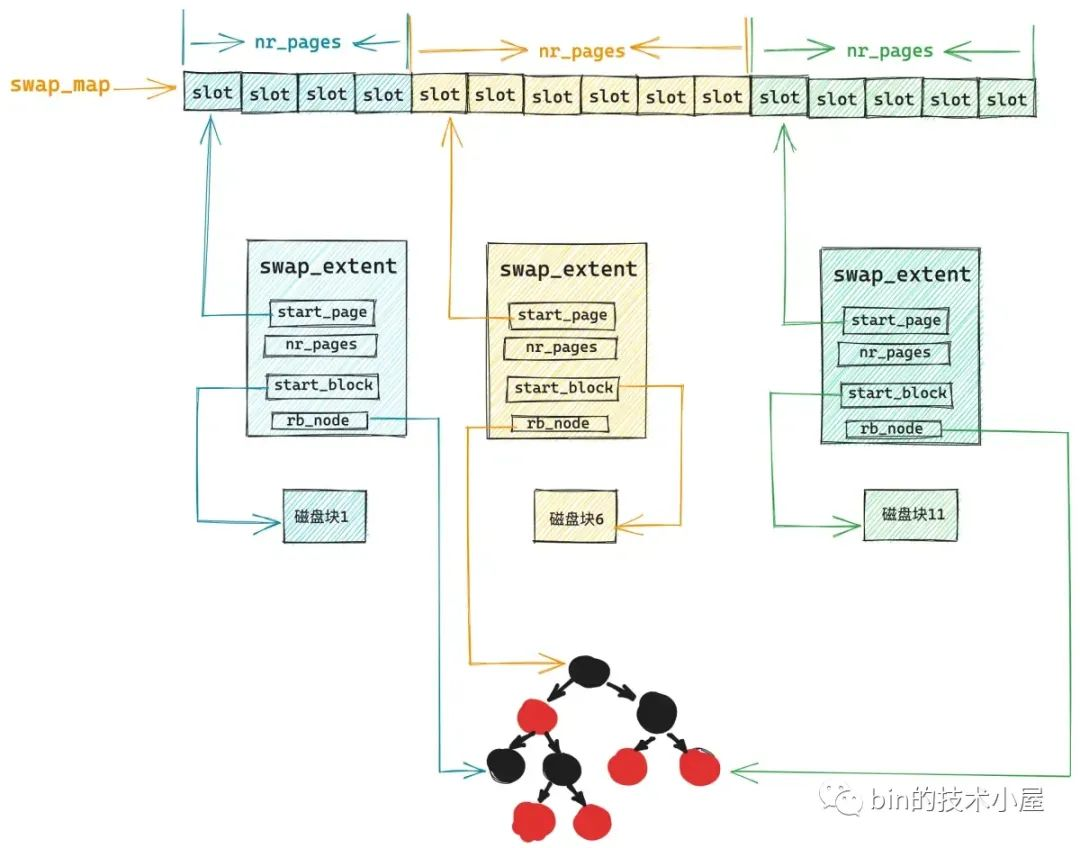 nr_pages
nr_pages
nr_pages
swap_map
slot slot slot slot slot slot slot slot slot slot slot slot slot slot slot
swap_extent
start_page
nr_pages
start_block
rb_node
swap_extent
start_page
nr_pages
start_block
rb_node
swap_extent
start_page
nr_pages
start_block
rb_node
磁盘块1
磁盘块6
磁盘块11
bin的技术小屋